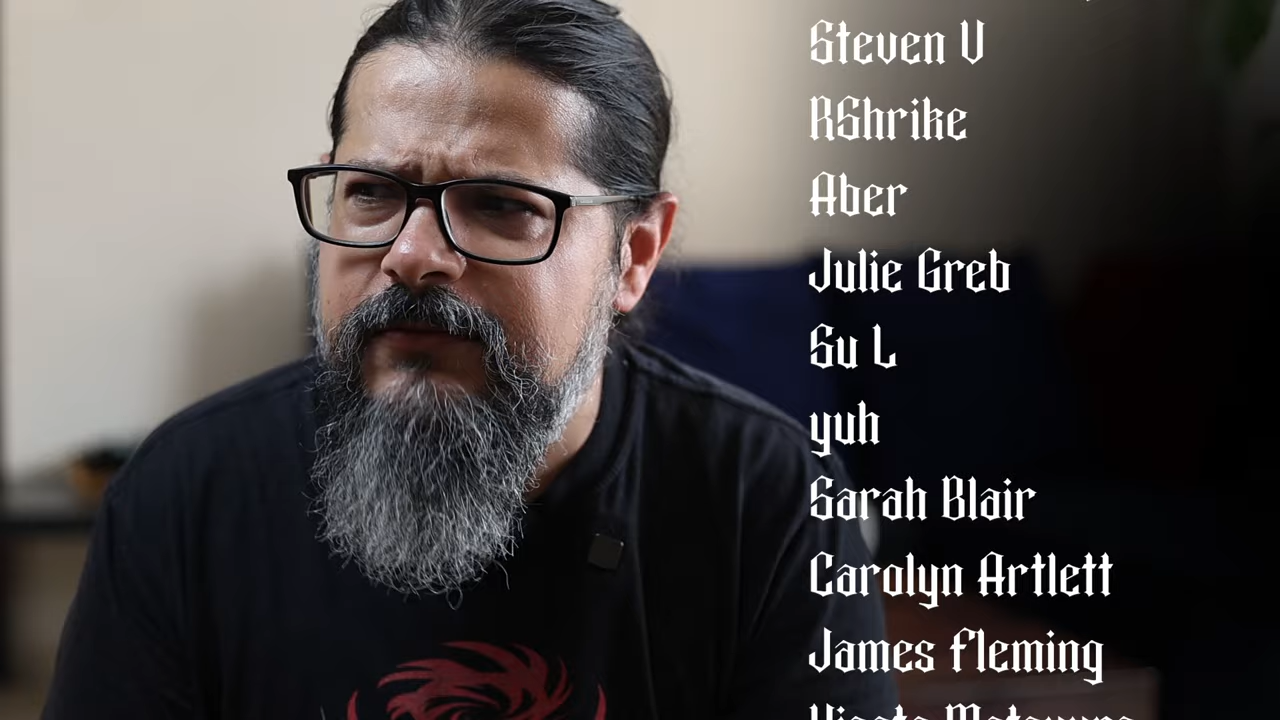 Steven V
RShrike
Aber
Julie Greb
Su L
yuh
Sarah Blair
Carolyn Artlett
James Fleming